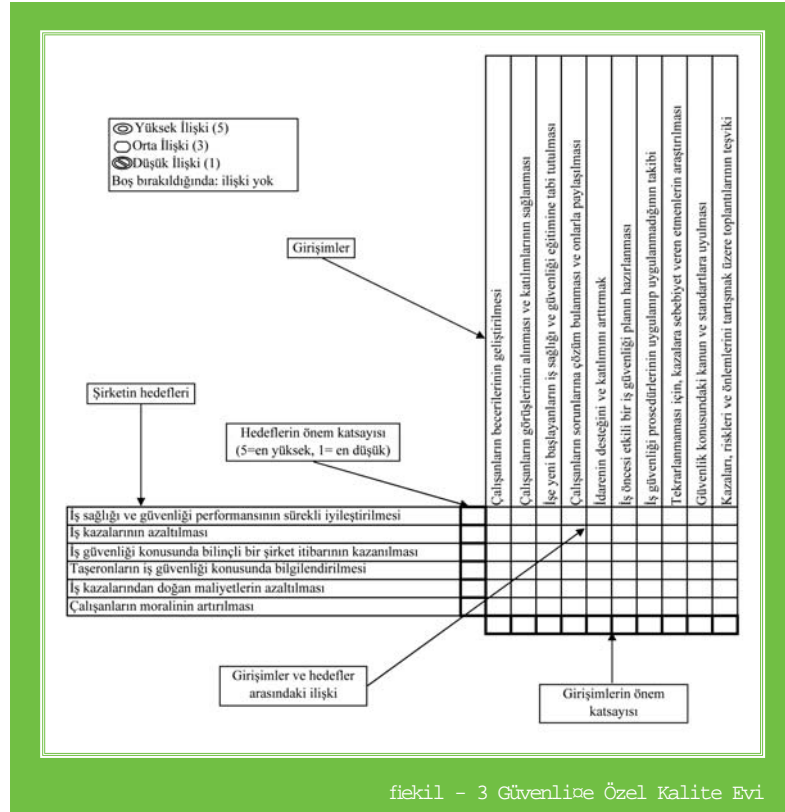 ◎ Yüksek İlişki (5)
○ Orta İlişki (3)
⦸ Düşük İlişki (1)
Boş bırakıldığında: ilişki yok
Girişimler
Çalışanların becerilerinin geliştirilmesi
Çalışanların görüşlerinin alınması ve katılımlarının sağlanması
İşe yeni başlayanların iş sağlığı ve güvenliği eğitimine tabi tutulması
Çalışanların sorunlarına çözüm bulanması ve onlarla paylaşılması
İdarenin desteğini ve katılımını arttırmak
İş öncesi etkili bir iş güvenliği planın hazırlanması
İş güvenliği prosedürlerinin uygulanıp uygulanmadığının takibi
Tekrarlanmaması için, kazalara sebebiyet veren etmenlerin araştırılması
Güvenlik konusundaki kanun ve standartlara uyulması
Kazaları, riskleri ve önlemlerini tartışmak üzere toplantılarının teşviki
Şirketin hedefleri
Hedeflerin önem katsayısı
(5=en yüksek, 1= en düşük)
İş sağlığı ve güvenliği performansının sürekli iyileştirilmesi
İş kazalarının azaltılması
İş güvenliği konusunda bilinçli bir şirket itibarının kazanılması
Taşeronların iş güvenliği konusunda bilgilendirilmesi
İş kazalarından doğan maliyetlerin azaltılması
Çalışanların moralinin artırılması
Girişimler ve hedefler
arasındaki ilişki
Girişimlerin önem
katsayısı
fiekil - 3 Güvenli¤e Özel Kalite Evi